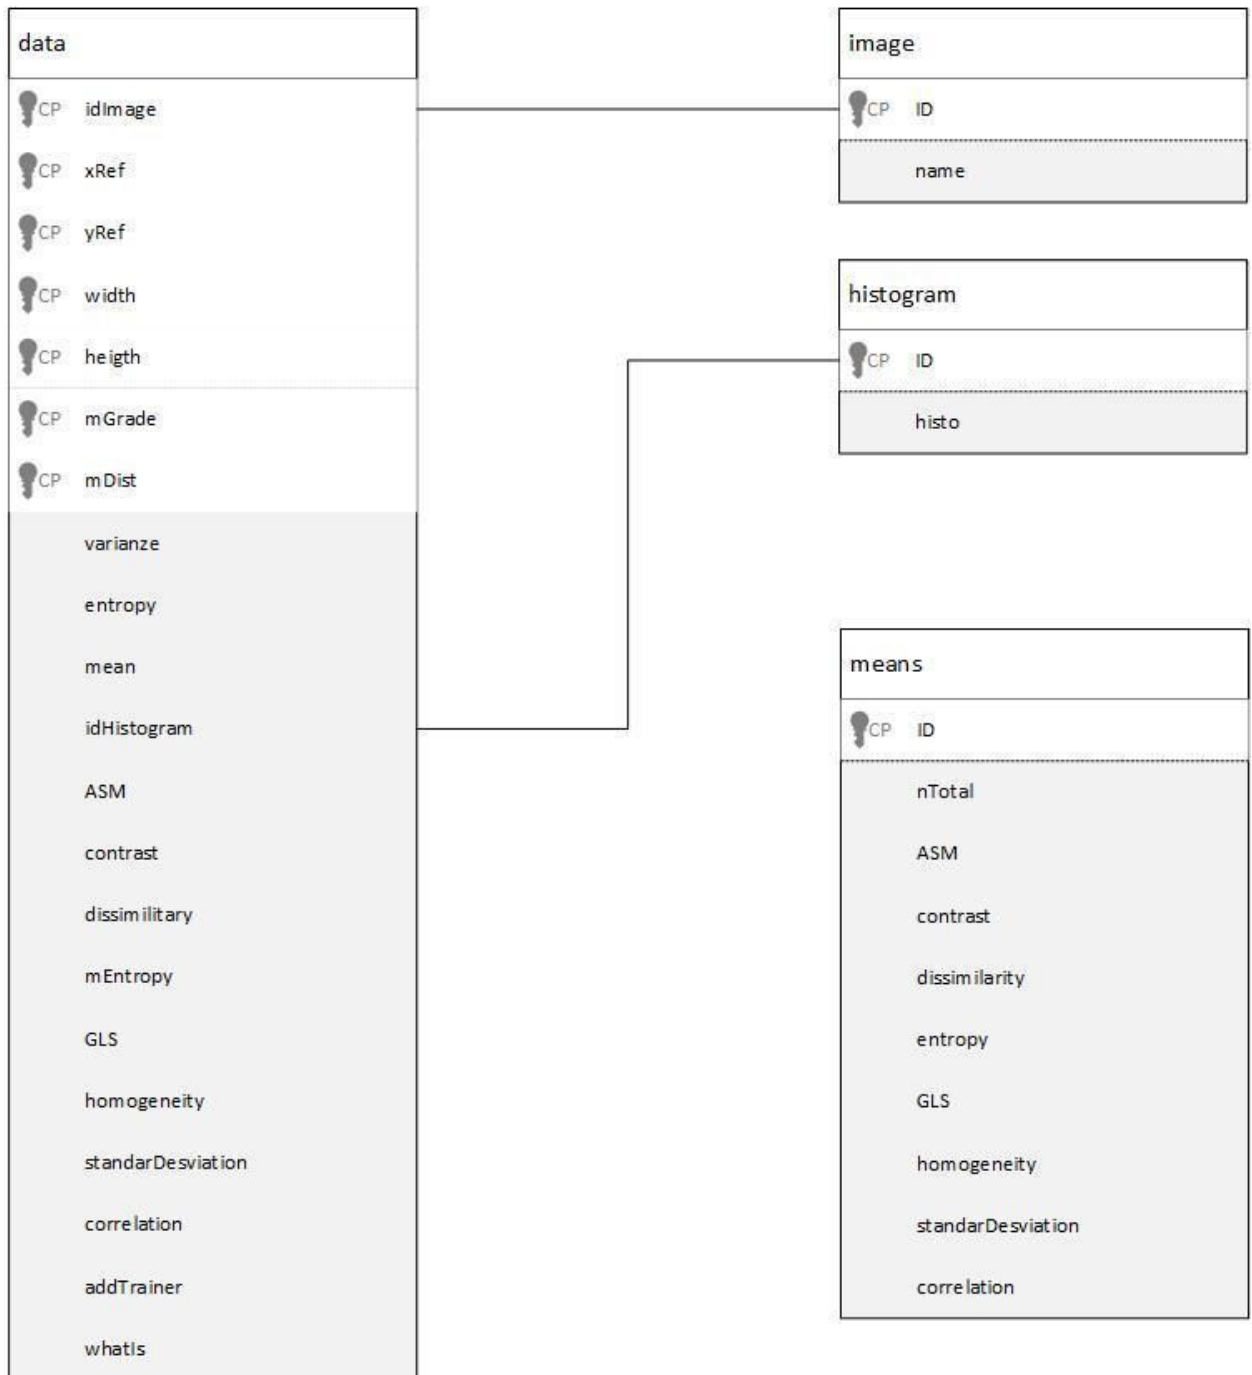 data
CP idImage
CP xRef
CP yRef
CP width
CP heigth
CP mGrade
CP mDist
varianze
entropy
mean
idHistogram
ASM
contrast
dissimilitary
mEntropy
GLS
homogeneity
standarDesviation
correlation
addTrainer
whatIs
image
CP ID
name
histogram
CP ID
histo
means
CP ID
nTotal
ASM
contrast
dissimilarity
entropy
GLS
homogeneity
standarDesviation
correlation